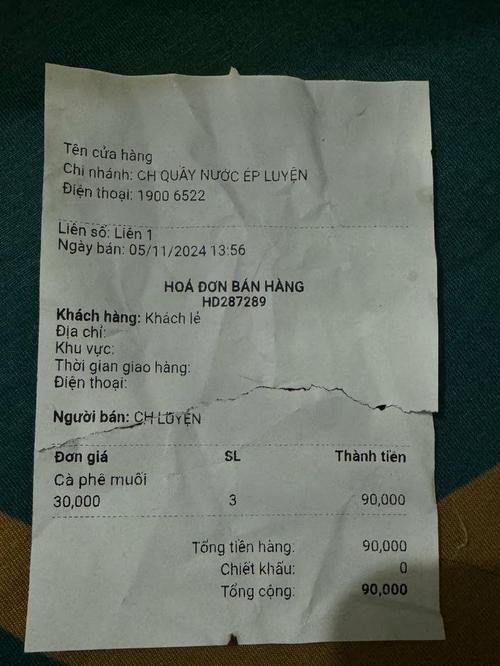 Tên cửa hàng
Chi nhánh: CH QUẦY NƯỚC ÉP LUYỆN
Điện thoại: 1900 6522
Liên số: Liên 1
Ngày bán: 05/11/2024 13:56
HOÁ ĐƠN BÁN HÀNG
HD287289
Khách hàng: Khách lẻ
Địa chỉ:
Khu vực:
Thời gian giao hàng:
Điện thoại:
Người bán: CH LUYỆN
Đơn giá SL Thành tiền
Cà phê muối
30,000 3 90,000
Tổng tiền hàng: 90,000
Chiết khấu: 0
Tổng cộng: 90,000